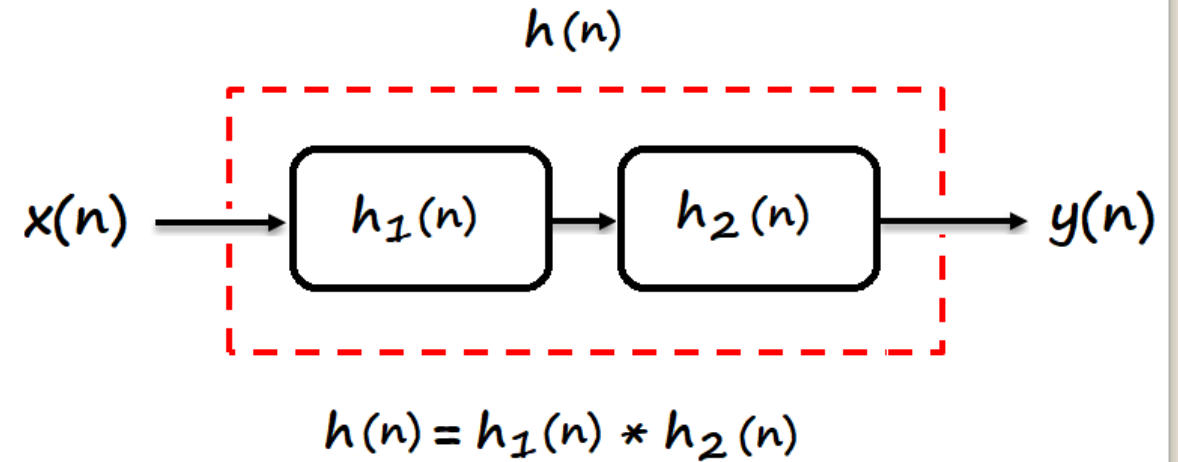 h(n)
x(n) h₁(n) h₂(n) y(n)
h(n) = h₁(n) * h₂(n)